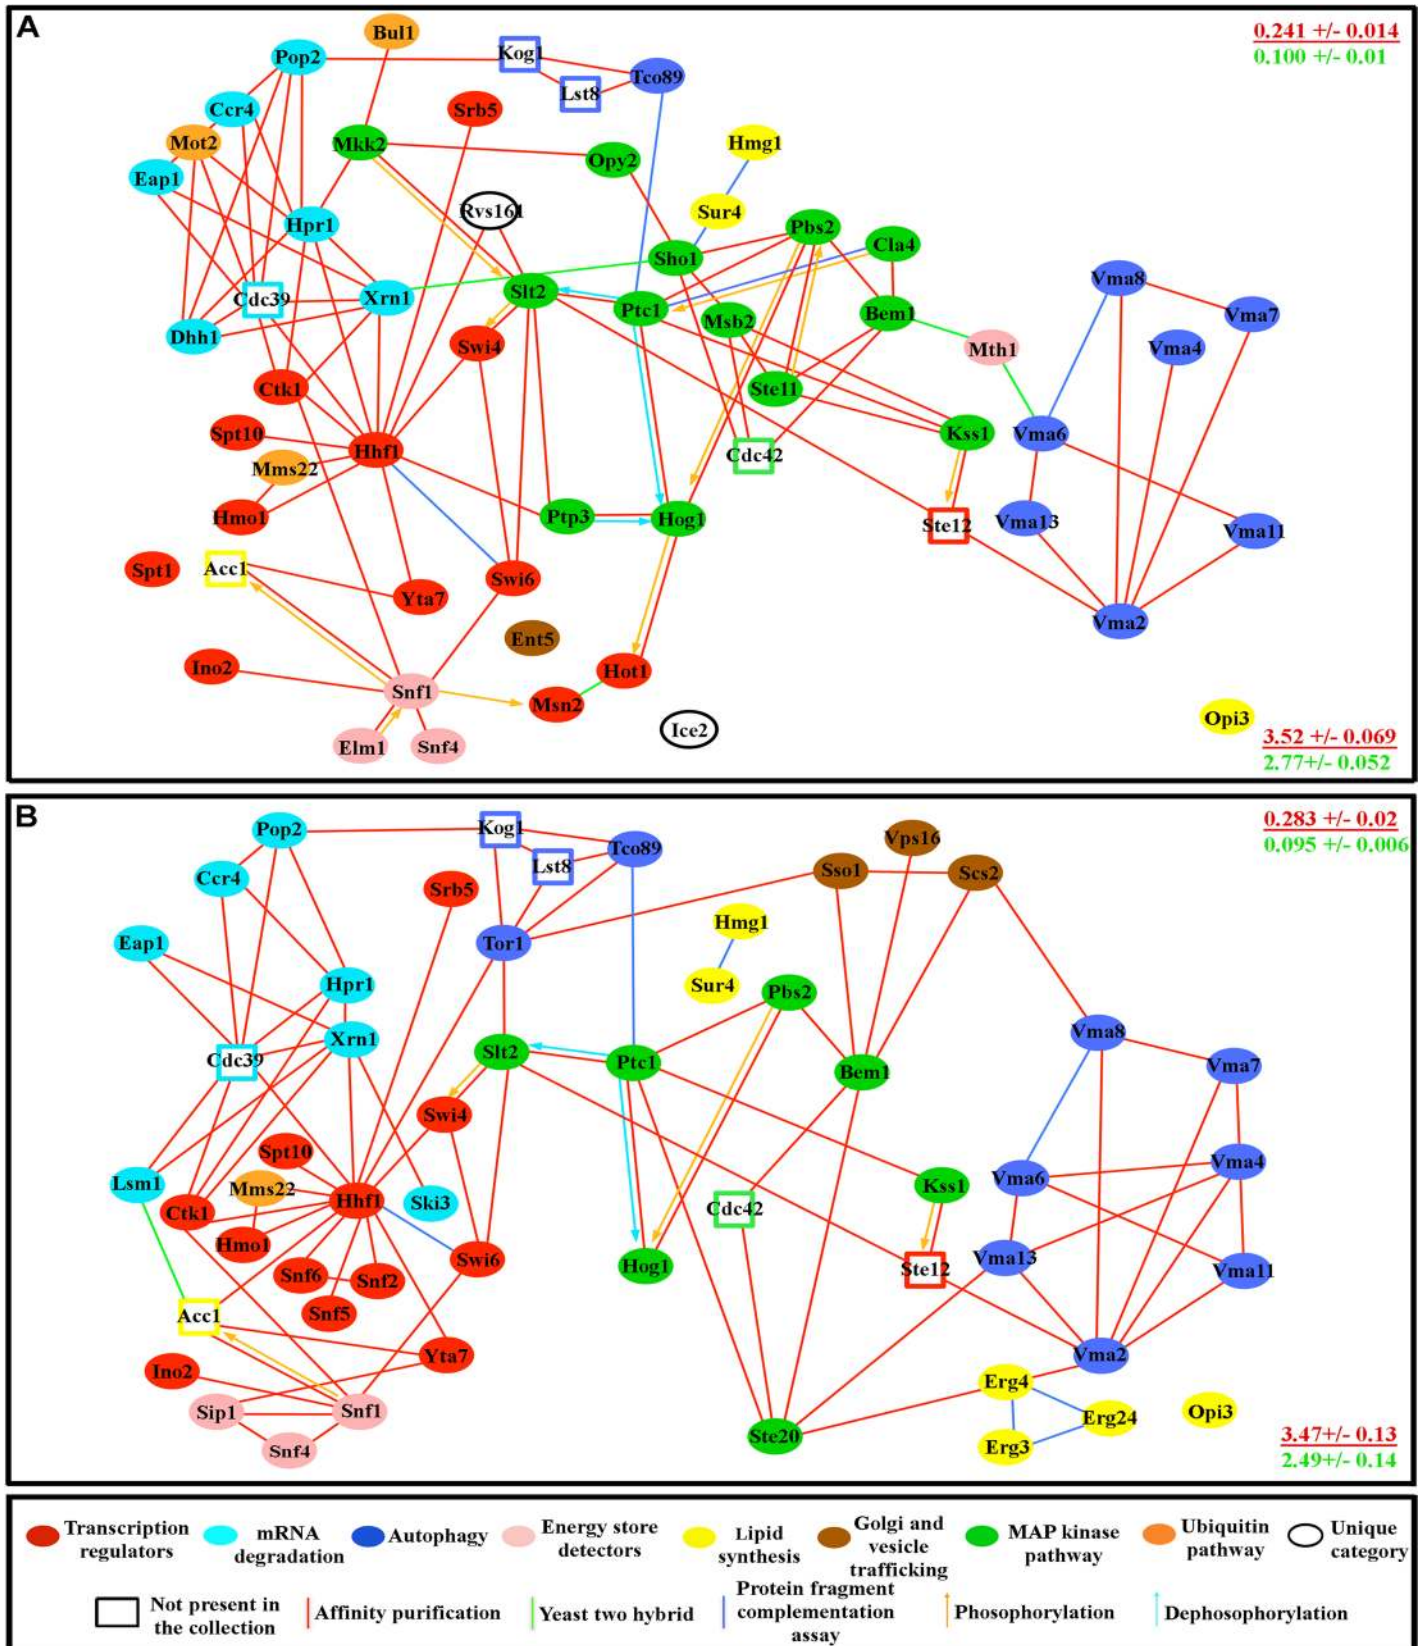 A
Bul1
0.241 +/- 0.014
0.100 +/- 0.01
Pop2
Kog1
Tco89
Lst8
Ccr4
Srb5
Mot2
Mkk2
Hmg1
Opy2
Eap1
Rvs161
Sur4
Hpr1
Pbs2
Cla4
Sho1
Vma8
Cdc39
Xrn1
Slt2
Ptc1
Msb2
Bem1
Vma7
Dhh1
Swi4
Mth1
Vma4
Ctk1
Ste11
Spt10
Hhf1
Kss1
Vma6
Mms22
Cdc42
Hmo1
Ptp3
Hog1
Ste12
Vma13
Vma11
Spt1
Acc1
Swi6
Yta7
Vma2
Ent5
Ino2
Hot1
Snf1
Msn2
Ice2
Opi3
Elm1
Snf4
3.52 +/- 0.069
2.77+/- 0.052
B
0.283 +/- 0.02
0.095 +/- 0.006
Pop2
Kog1
Tco89
Vps16
Lst8
Sso1
Scs2
Ccr4
Srb5
Hmg1
Eap1
Tor1
Hpr1
Sur4
Pbs2
Xrn1
Vma8
Cdc39
Slt2
Ptc1
Bem1
Vma7
Swi4
Spt10
Vma4
Lsm1
Mms22
Hhf1
Ski3
Kss1
Vma6
Ctk1
Cdc42
Hmo1
Swi6
Hog1
Ste12
Vma13
Vma11
Snf6
Snf2
Snf5
Acc1
Yta7
Vma2
Ino2
Erg4
Sip1
Snf1
Opi3
Erg24
Snf4
Ste20
Erg3
3.47+/- 0.13
2.49+/- 0.14
Transcription
regulators
mRNA
degradation
Autophagy
Energy store
detectors
Lipid
synthesis
Golgi and
vesicle
trafficking
MAP kinase
pathway
Ubiquitin
pathway
Unique
category
Not present in
the collection
Affinity purification
Yeast two hybrid
Protein fragment
complementation
assay
Phosophorylation
Dephosophorylation